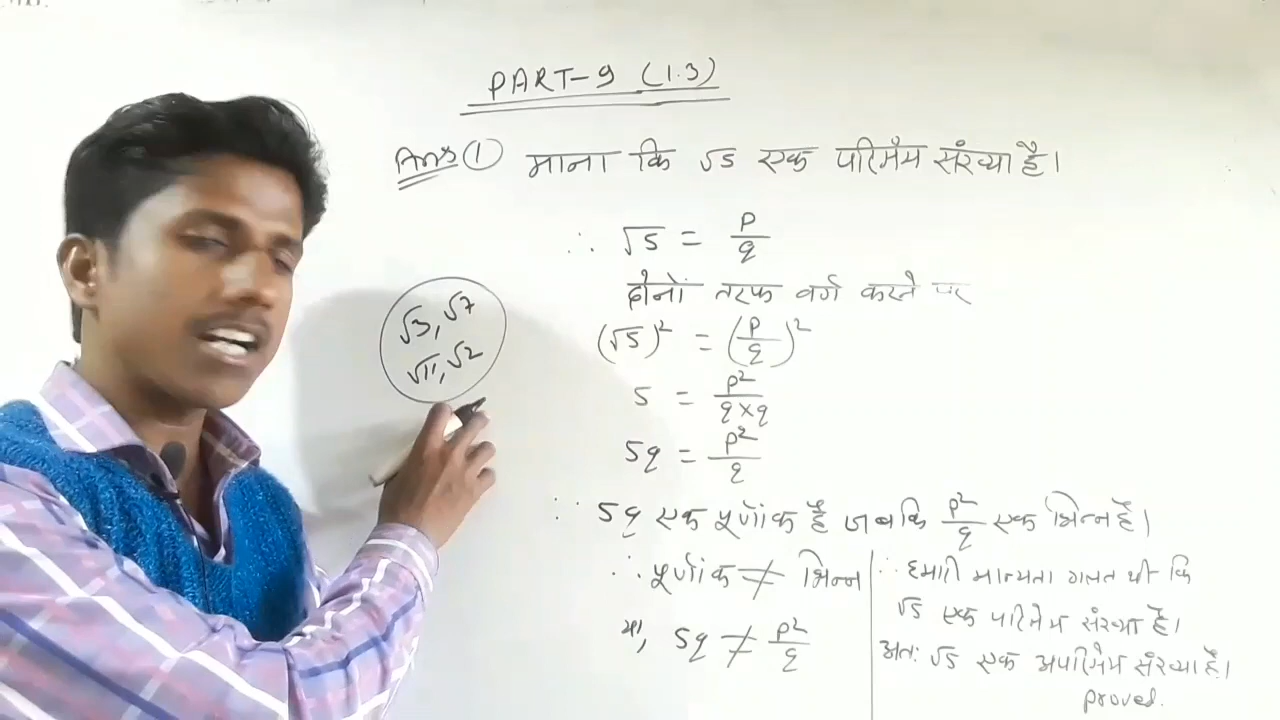 PART-9 (1.3)
Ans ① माना कि √5 एक परिमेय संख्या है।
∴ √5 = p/q
दोनों तरफ वर्ग करने पर
(√5)² = (p/q)²
5 = p²/q×q
5q = p²/q
∵ 5q एक पूर्णांक है जबकि p²/q एक भिन्न है।
∴ पूर्णांक ≠ भिन्न
या, 5q ≠ p²/q
∴ हमारी मान्यता गलत थी कि
√5 एक परिमेय संख्या है।
अतः √5 एक अपरिमेय संख्या है।
proved.
√3, √7
√11, √2